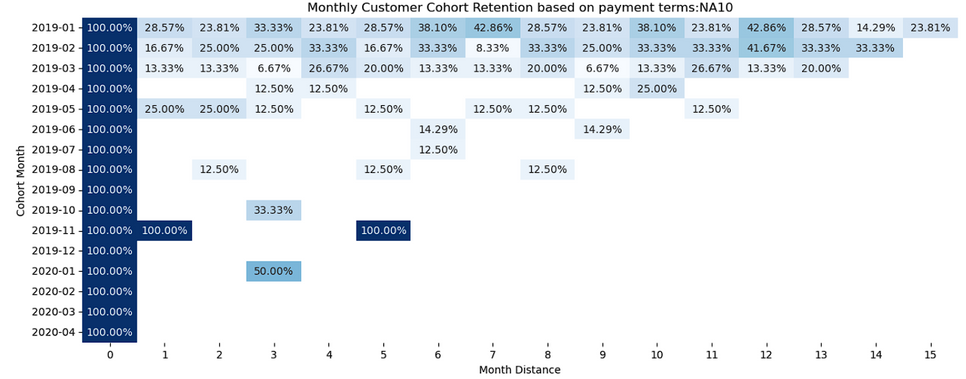 Monthly Customer Cohort Retention based on payment terms:NA10
Cohort Month
2019-01 100.00% 28.57% 23.81% 33.33% 23.81% 28.57% 38.10% 42.86% 28.57% 23.81% 38.10% 23.81% 42.86% 28.57% 14.29% 23.81%
2019-02 100.00% 16.67% 25.00% 25.00% 33.33% 16.67% 33.33% 8.33% 33.33% 25.00% 33.33% 33.33% 41.67% 33.33% 33.33%
2019-03 100.00% 13.33% 13.33% 6.67% 26.67% 20.00% 13.33% 13.33% 20.00% 6.67% 13.33% 26.67% 13.33% 20.00%
2019-04 100.00% 12.50% 12.50% 12.50% 25.00%
2019-05 100.00% 25.00% 25.00% 12.50% 12.50% 12.50% 12.50% 12.50%
2019-06 100.00% 14.29% 14.29%
2019-07 100.00% 12.50%
2019-08 100.00% 12.50% 12.50% 12.50%
2019-09 100.00%
2019-10 100.00% 33.33%
2019-11 100.00% 100.00% 100.00%
2019-12 100.00%
2020-01 100.00% 50.00%
2020-02 100.00%
2020-03 100.00%
2020-04 100.00%
0 1 2 3 4 5 6 7 8 9 10 11 12 13 14 15
Month Distance